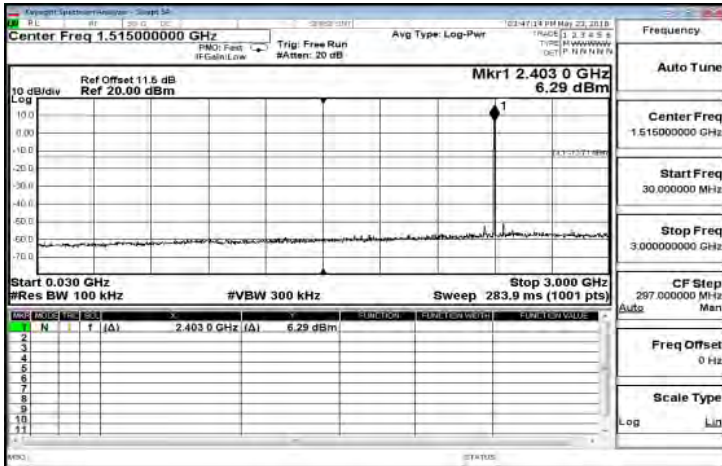 Keysight Spectrum Analyzer - Swept SA
RL RF 50 Ω DC SENSE:INT 03:47:14 PM May 23, 2018
Center Freq 1.515000000 GHz
PNO: Fast
IFGain:Low
Trig: Free Run
#Atten: 20 dB
Avg Type: Log-Pwr
TRACE 1 2 3 4 5 6
TYPE M WWWWW
DET P N N N N N
Frequency
Auto Tune
Center Freq
1.515000000 GHz
Start Freq
30.000000 MHz
Stop Freq
3.000000000 GHz
CF Step
297.000000 MHz
Auto Man
Freq Offset
0 Hz
Scale Type
Log Lin
Ref Offset 11.5 dB
Ref 20.00 dBm
10 dB/div
Log
Mkr1 2.403 0 GHz
6.29 dBm
1
10.0
0.00
-10.0
-20.0
-30.0
-40.0
-50.0
-60.0
-70.0
Start 0.030 GHz
Stop 3.000 GHz
#Res BW 100 kHz
#VBW 300 kHz
Sweep 283.9 ms (1001 pts)
MKR MODE TRC SCL X Y FUNCTION FUNCTION WIDTH FUNCTION VALUE
1 N 1 f (Δ) 2.403 0 GHz (Δ) 6.29 dBm
2
3
4
5
6
7
8
9
10
11
MSG
STATUS